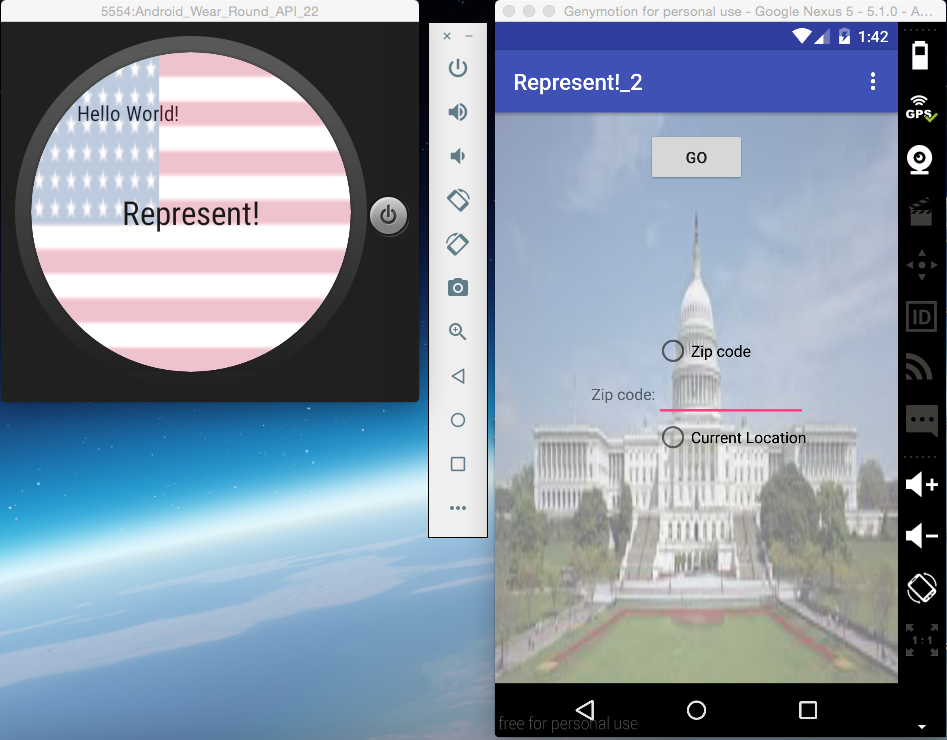 5554:Android_Wear_Round_API_22
Hello World!
Represent!
Genymotion for personal use - Google Nexus 5 - 5.1.0 - A...
1:42
Represent!_2
GO
Zip code
Zip code:
Current Location
free for personal use
GPS
ID
1:1